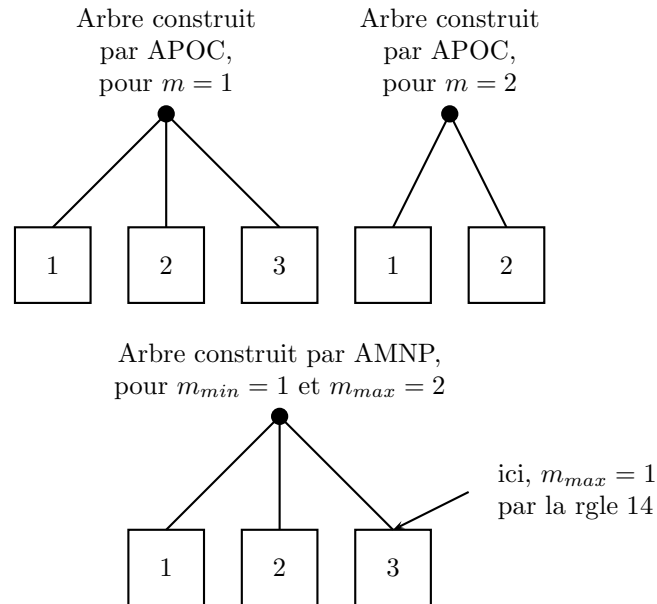 Arbre construit
par APOC,
pour m = 1
Arbre construit
par APOC,
pour m = 2
1 2 3
1 2
Arbre construit par AMNP,
pour m_min = 1 et m_max = 2
ici, m_max = 1
par la rgle 14
1 2 3